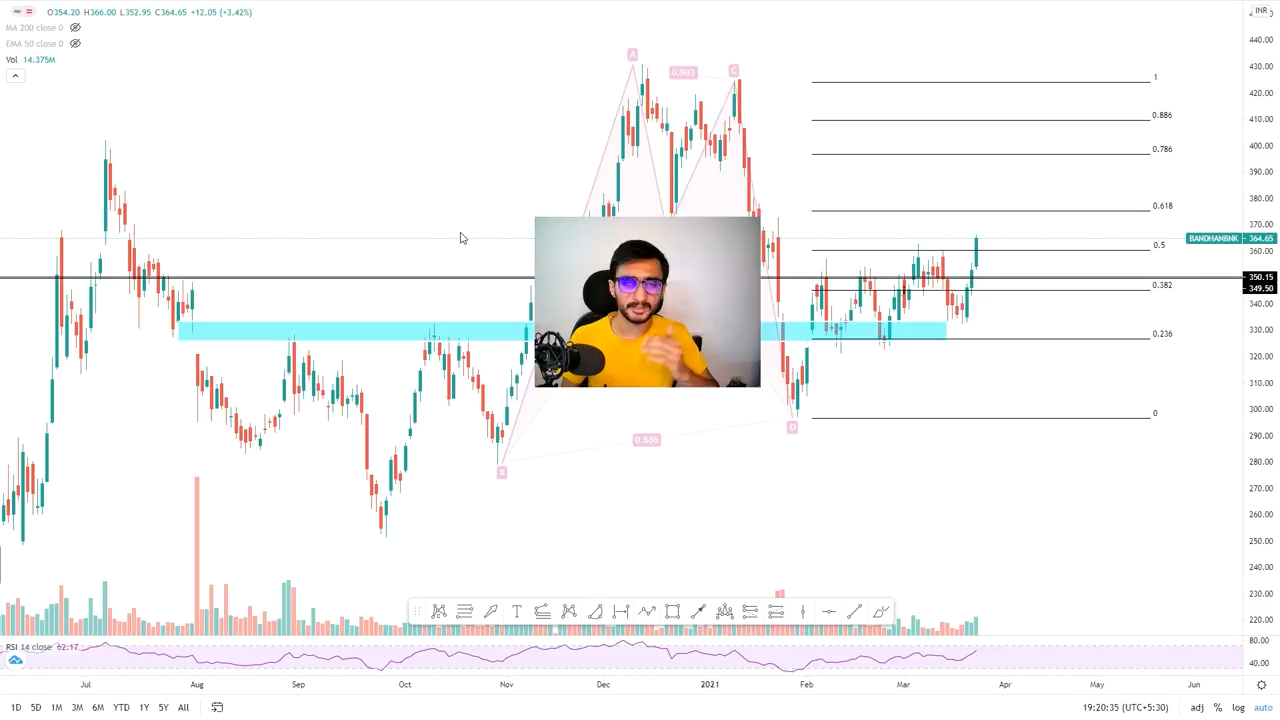 O354.20 H366.00 L352.95 C364.65 +12.05 (+3.42%)
MA 200 close 0
EMA 50 close 0
Vol 14.375M
INR
440.00
430.00
420.00
410.00
400.00
390.00
380.00
370.00
360.00
340.00
330.00
320.00
310.00
300.00
290.00
280.00
270.00
260.00
250.00
240.00
230.00
220.00
80.00
40.00
BANDHANBNK 364.65
350.15
349.50
A
0.903
C
X
0.886
D
1
0.886
0.786
0.618
0.5
0.382
0.236
0
T
RSI 14 close 62.17
Jul Aug Sep Oct Nov Dec 2021 Feb Mar Apr May Jun
1D 5D 1M 3M 6M YTD 1Y 5Y All
19:20:35 (UTC+5:30) adj % log auto